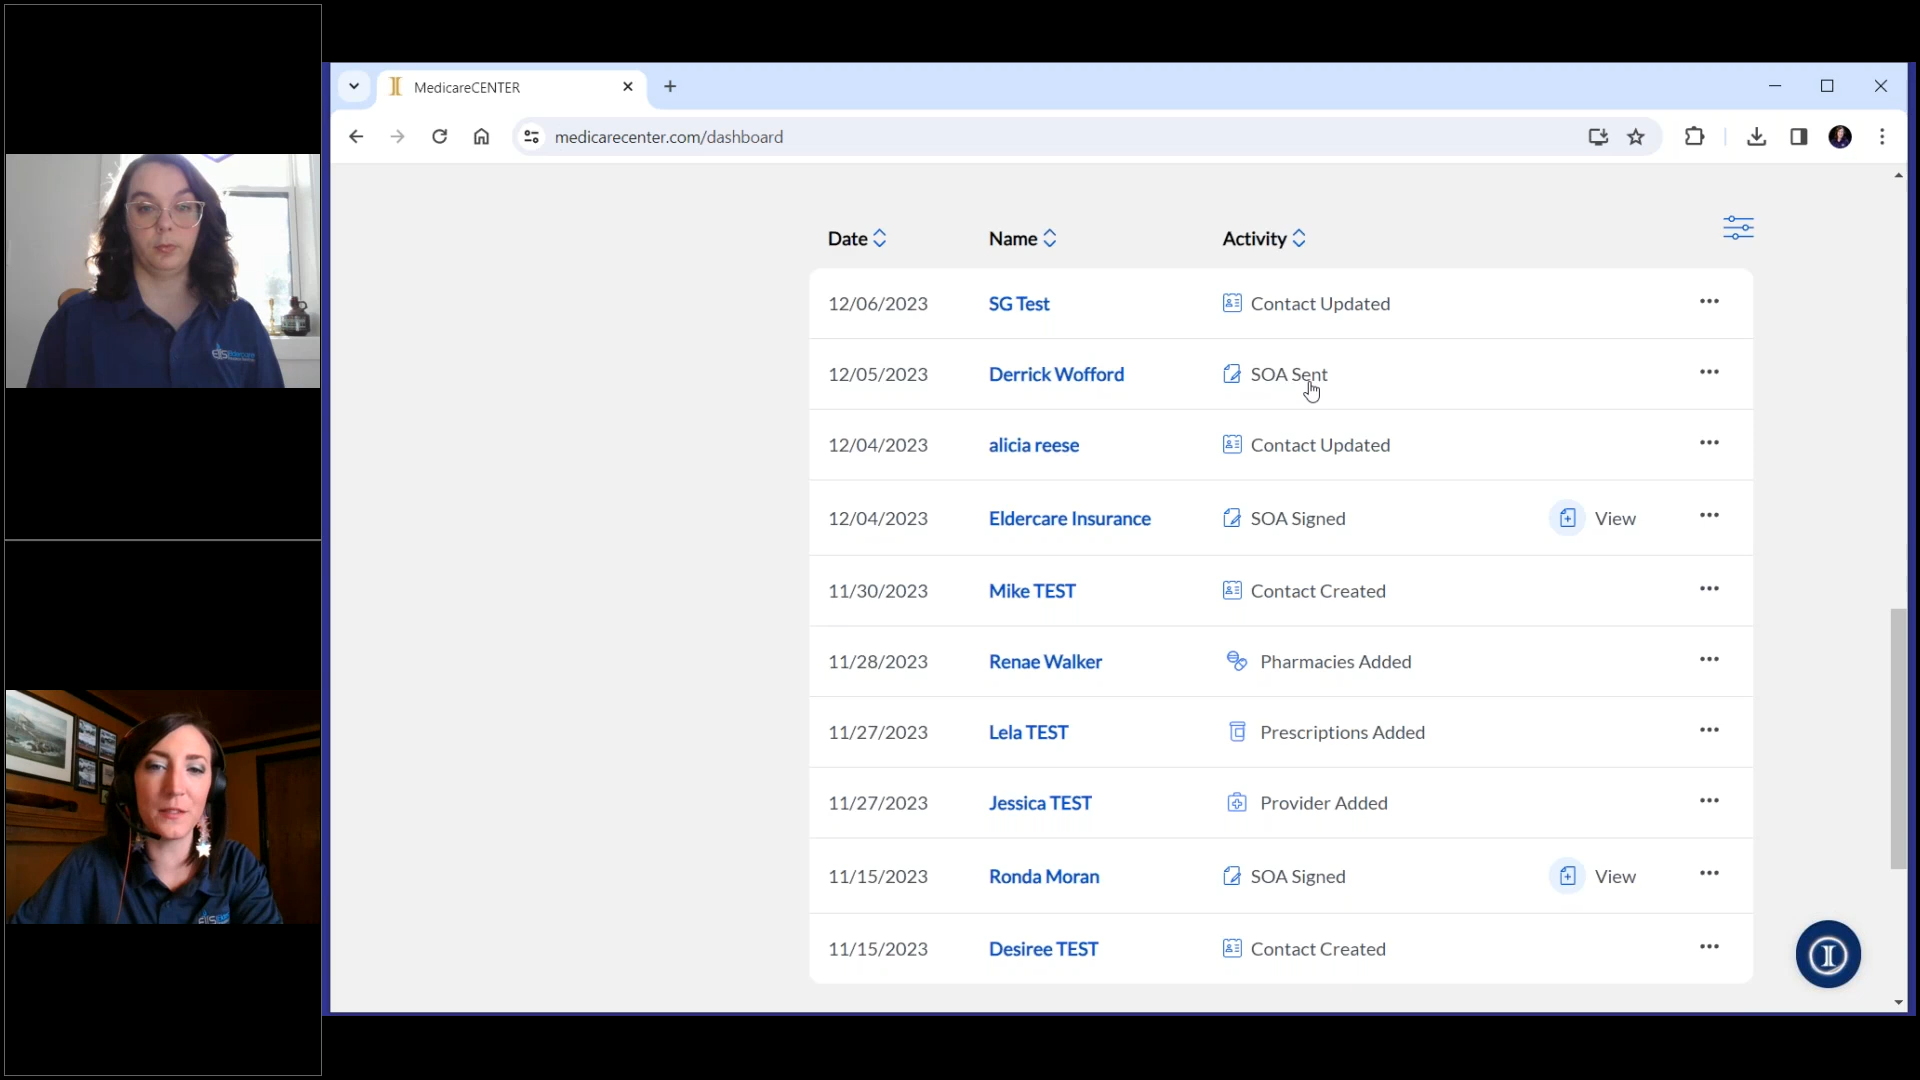 MedicareCENTER
medicarecenter.com/dashboard
Date Name Activity
12/06/2023 SG Test Contact Updated
12/05/2023 Derrick Wofford SOA Sent
12/04/2023 alicia reese Contact Updated
12/04/2023 Eldercare Insurance SOA Signed View
11/30/2023 Mike TEST Contact Created
11/28/2023 Renae Walker Pharmacies Added
11/27/2023 Lela TEST Prescriptions Added
11/27/2023 Jessica TEST Provider Added
11/15/2023 Ronda Moran SOA Signed View
11/15/2023 Desiree TEST Contact Created